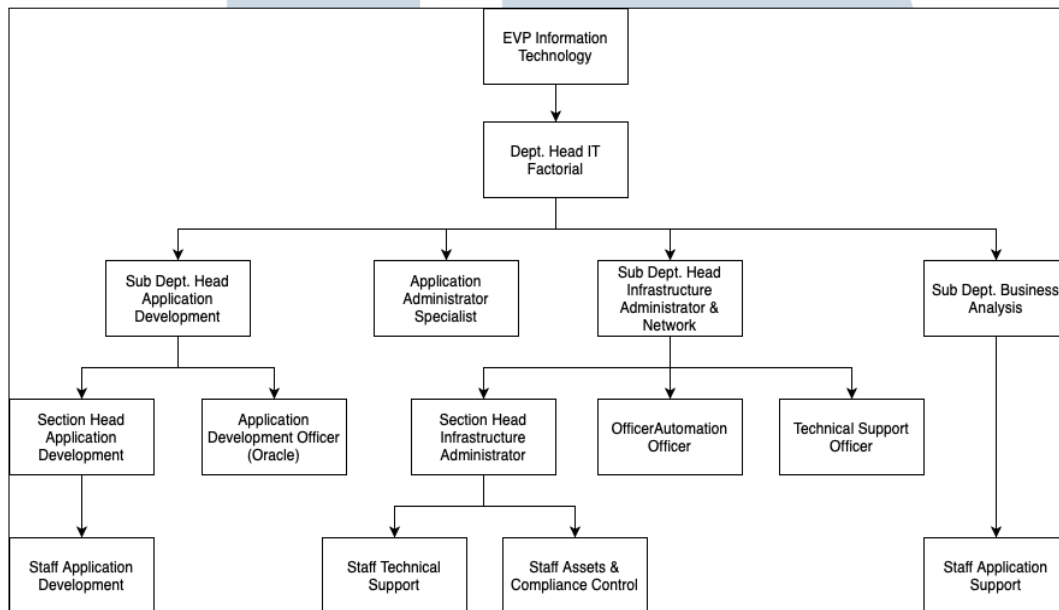 EVP Information
Technology
Dept. Head IT
Factorial
Sub Dept. Head
Application
Development
Application
Administrator
Specialist
Sub Dept. Head
Infrastructure
Administrator &
Network
Sub Dept. Business
Analysis
Section Head
Application
Development
Application
Development Officer
(Oracle)
Section Head
Infrastructure
Administrator
OfficerAutomation
Officer
Technical Support
Officer
Staff Application
Development
Staff Technical
Support
Staff Assets &
Compliance Control
Staff Application
Support